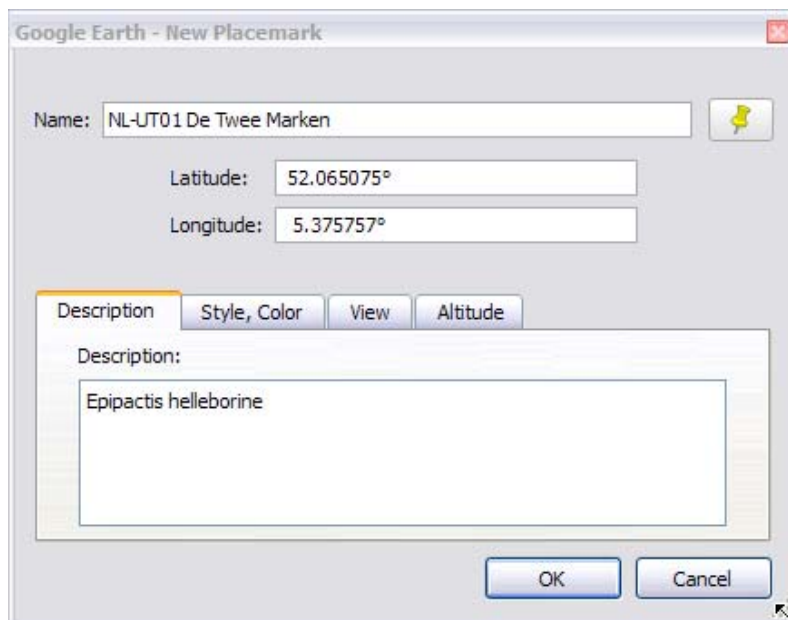 Google Earth - New Placemark
Name: NL-UT01 De Twee Marken
Latitude: 52.065075°
Longitude: 5.375757°
Description Style, Color View Altitude
Description:
Epipactis helleborine
OK Cancel